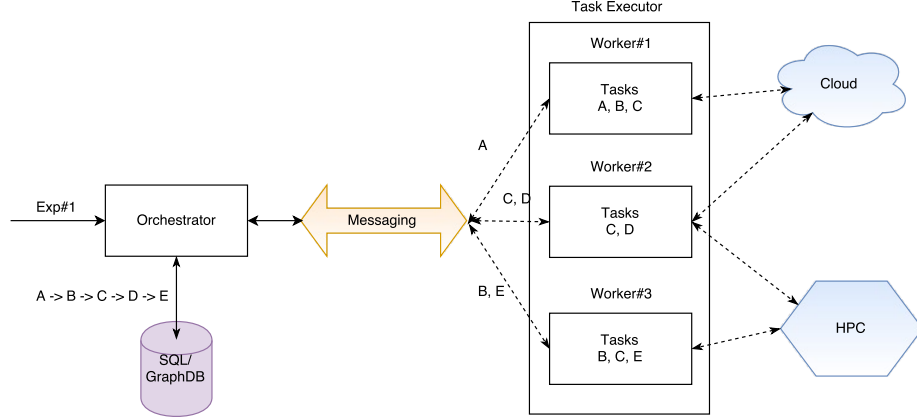 Task Executor
Worker#1
Tasks
A, B, C
Cloud
A
Worker#2
Tasks
C, D
C, D
Exp#1
Orchestrator
Messaging
B, E
Worker#3
Tasks
B, C, E
HPC
A -> B -> C -> D -> E
SQL/
GraphDB